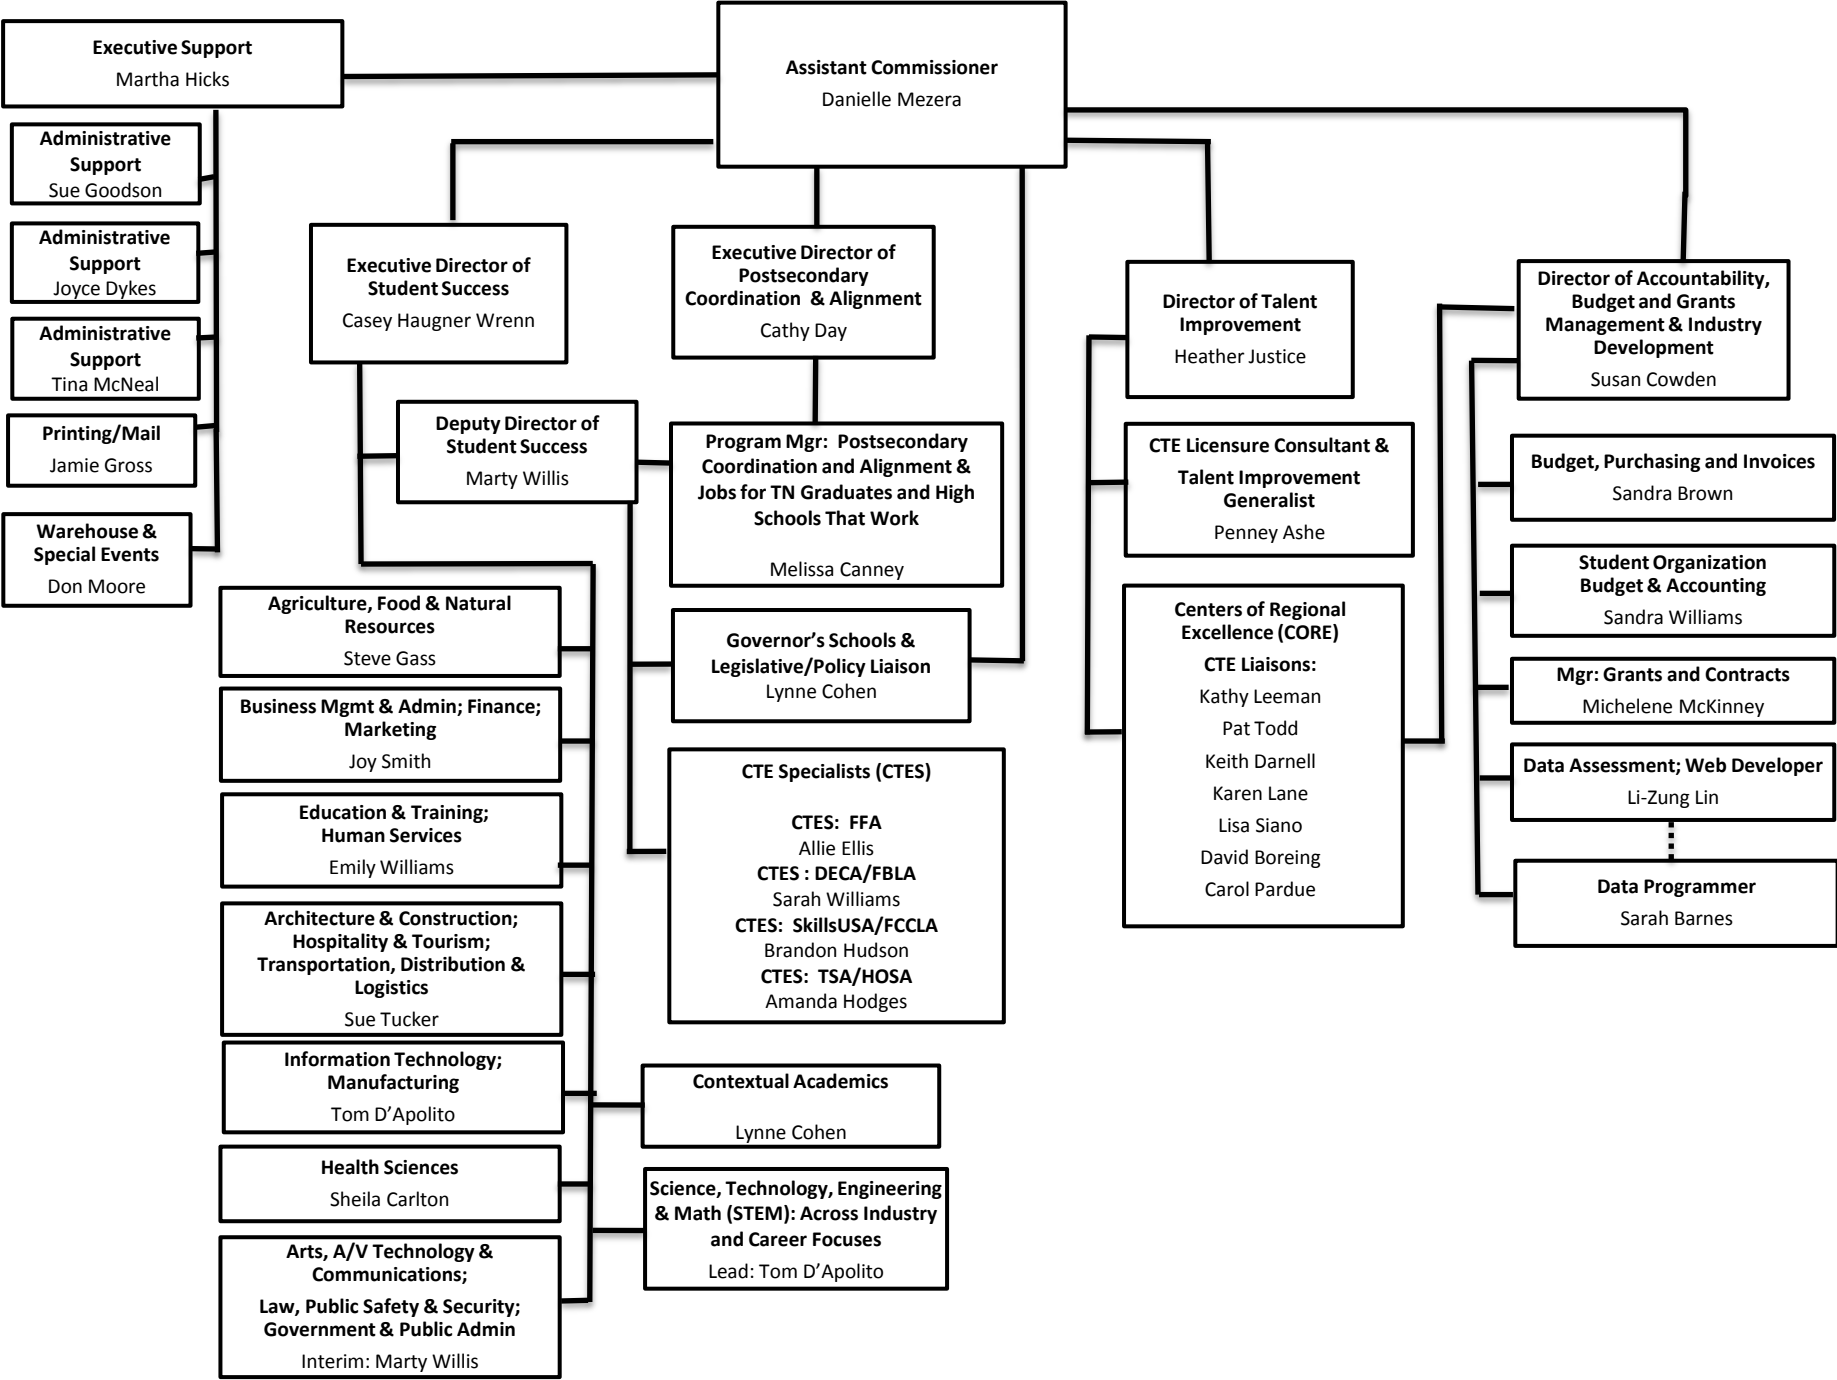 Executive Support
Martha Hicks
Assistant Commissioner
Danielle Mezera
Administrative
Support
Sue Goodson
Administrative
Support
Joyce Dykes
Administrative
Support
Tina McNeal
Printing/Mail
Jamie Gross
Warehouse &
Special Events
Don Moore
Executive Director of
Student Success
Casey Haugner Wrenn
Executive Director of
Postsecondary
Coordination & Alignment
Cathy Day
Director of Talent
Improvement
Heather Justice
Director of Accountability,
Budget and Grants
Management & Industry
Development
Susan Cowden
Deputy Director of
Student Success
Marty Willis
Program Mgr: Postsecondary
Coordination and Alignment &
Jobs for TN Graduates and High
Schools That Work
Melissa Canney
CTE Licensure Consultant &
Talent Improvement
Generalist
Penney Ashe
Budget, Purchasing and Invoices
Sandra Brown
Student Organization
Budget & Accounting
Sandra Williams
Mgr: Grants and Contracts
Michelene McKinney
Data Assessment; Web Developer
Li-Zung Lin
Data Programmer
Sarah Barnes
Agriculture, Food & Natural
Resources
Steve Gass
Business Mgmt & Admin; Finance;
Marketing
Joy Smith
Education & Training;
Human Services
Emily Williams
Architecture & Construction;
Hospitality & Tourism;
Transportation, Distribution &
Logistics
Sue Tucker
Information Technology;
Manufacturing
Tom D’Apolito
Health Sciences
Sheila Carlton
Arts, A/V Technology &
Communications;
Law, Public Safety & Security;
Government & Public Admin
Interim: Marty Willis
Governor’s Schools &
Legislative/Policy Liaison
Lynne Cohen
CTE Specialists (CTES)
CTES: FFA
Allie Ellis
CTES : DECA/FBLA
Sarah Williams
CTES: SkillsUSA/FCCLA
Brandon Hudson
CTES: TSA/HOSA
Amanda Hodges
Contextual Academics
Lynne Cohen
Science, Technology, Engineering
& Math (STEM): Across Industry
and Career Focuses
Lead: Tom D’Apolito
Centers of Regional
Excellence (CORE)
CTE Liaisons:
Kathy Leeman
Pat Todd
Keith Darnell
Karen Lane
Lisa Siano
David Boreing
Carol Pardue